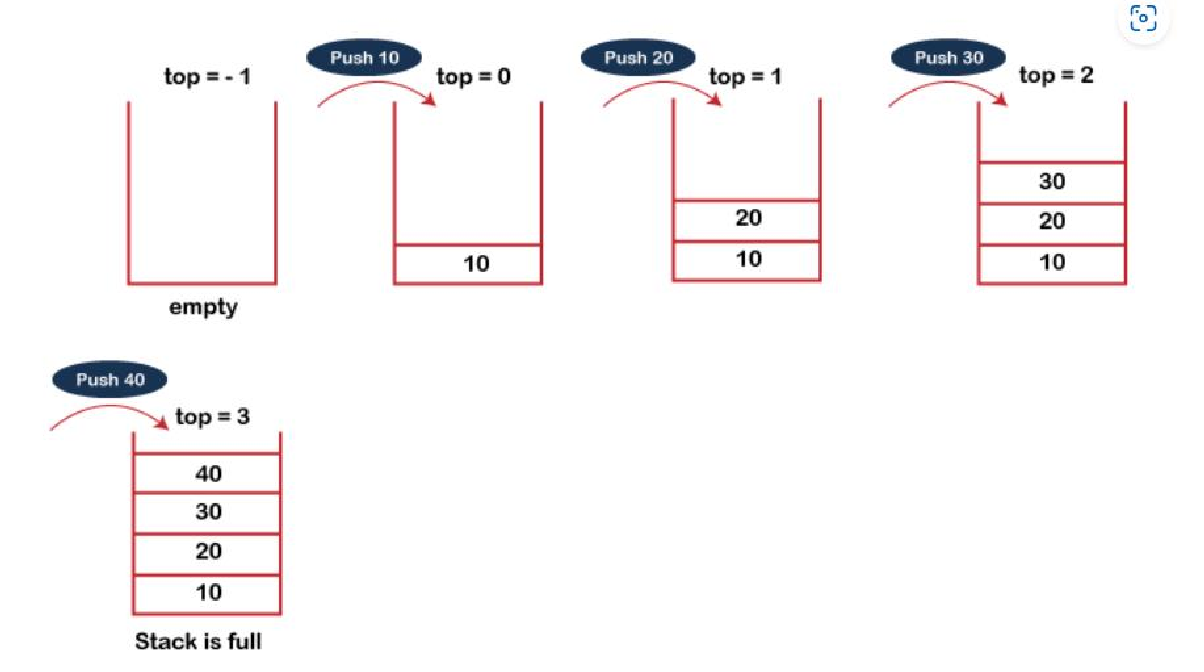 top = - 1
empty
Push 10
top = 0
10
Push 20
top = 1
20
10
Push 30
top = 2
30
20
10
Push 40
top = 3
40
30
20
10
Stack is full